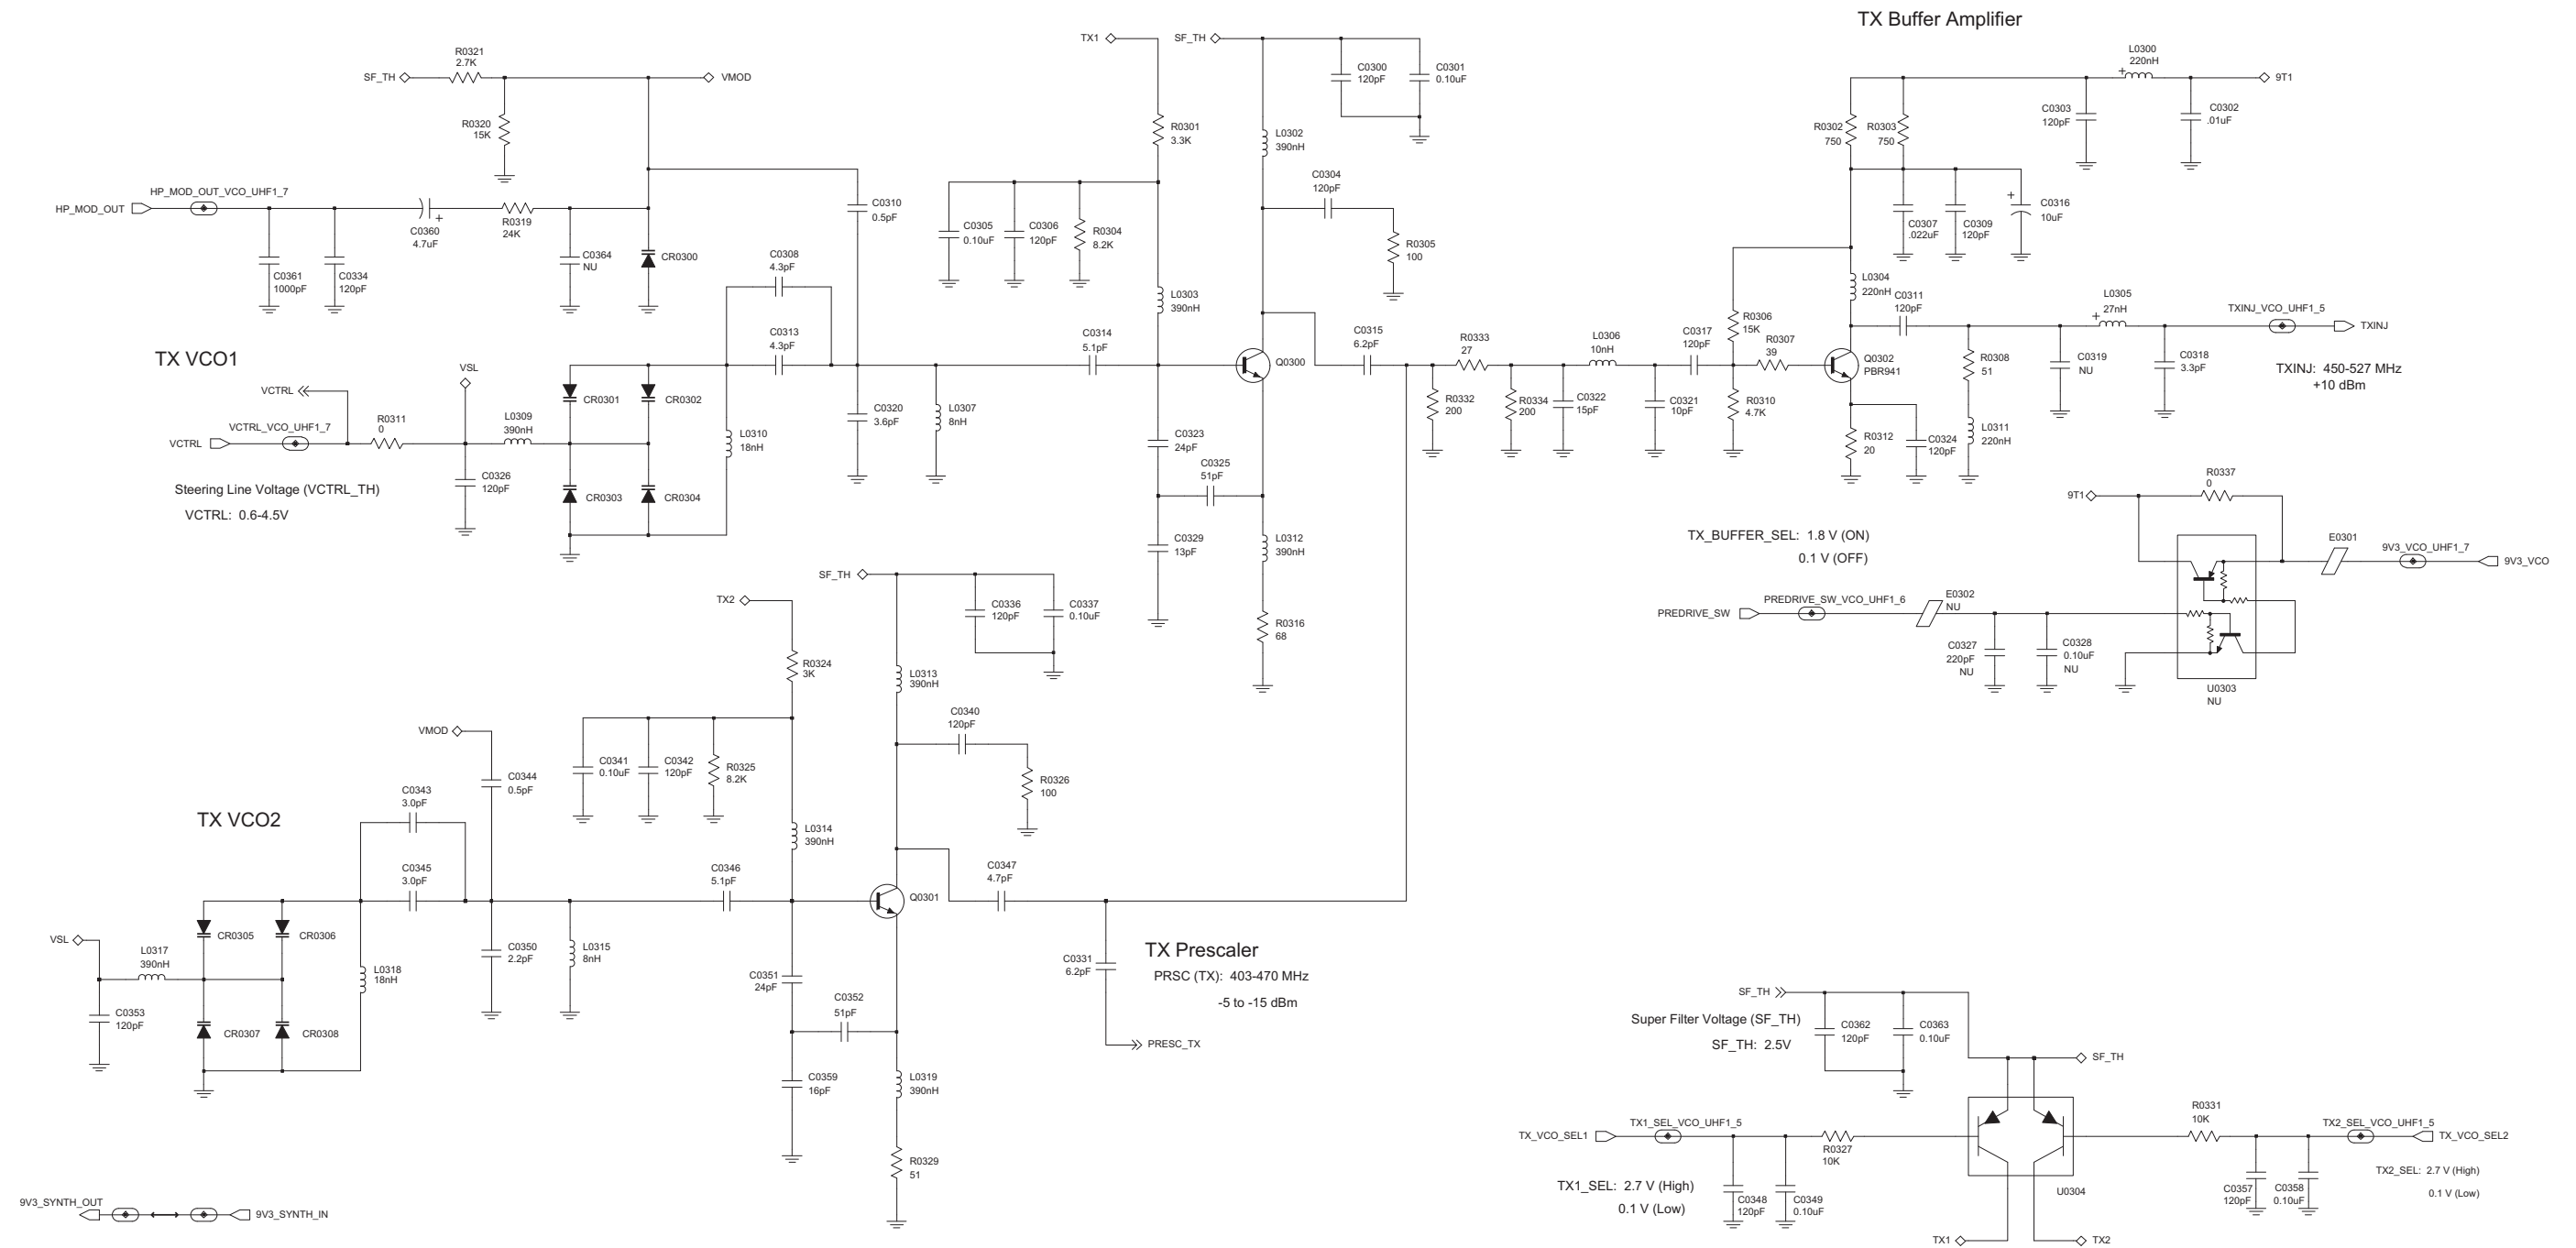 TX Buffer Amplifier
R0321
2.7K
SF_TH
VMOD
R0320
15K
HP_MOD_OUT_VCO_UHF1_7
HP_MOD_OUT
C0361
1000pF
C0334
120pF
C0360
4.7uF
+
R0319
24K
C0364
NU
CR0300
C0310
0.5pF
C0308
4.3pF
C0313
4.3pF
TX VCO1
VCTRL
VSL
VCTRL_VCO_UHF1_7
VCTRL
R0311
0
L0309
390nH
C0326
120pF
Steering Line Voltage (VCTRL_TH)
VCTRL: 0.6-4.5V
CR0301
CR0302
CR0303
CR0304
L0310
18nH
C0320
3.6pF
L0307
8nH
C0314
5.1pF
TX1
R0301
3.3K
C0305
0.10uF
C0306
120pF
R0304
8.2K
L0303
390nH
SF_TH
C0300
120pF
C0301
0.10uF
L0302
390nH
C0304
120pF
R0305
100
Q0300
C0323
24pF
C0325
51pF
C0329
13pF
L0312
390nH
R0316
68
C0315
6.2pF
R0333
27
R0332
200
R0334
200
C0322
15pF
L0306
10nH
C0321
10pF
C0317
120pF
R0306
15K
R0310
4.7K
R0307
39
Q0302
PBR941
R0312
20
C0324
120pF
R0302
750
R0303
750
L0300
220nH
+
9T1
C0303
120pF
C0302
.01uF
C0307
.022uF
C0309
120pF
+
C0316
10uF
L0304
220nH
C0311
120pF
R0308
51
L0311
220nH
C0319
NU
L0305
27nH
+
C0318
3.3pF
TXINJ_VCO_UHF1_5
TXINJ
TXINJ: 450-527 MHz
+10 dBm
TX_BUFFER_SEL: 1.8 V (ON)
0.1 V (OFF)
9T1
R0337
0
E0301
9V3_VCO_UHF1_7
9V3_VCO
PREDRIVE_SW
PREDRIVE_SW_VCO_UHF1_6
E0302
NU
C0327
220pF
NU
C0328
0.10uF
NU
U0303
NU
SF_TH
C0336
120pF
C0337
0.10uF
TX2
R0324
3K
L0313
390nH
C0341
0.10uF
C0342
120pF
R0325
8.2K
C0340
120pF
R0326
100
L0314
390nH
VMOD
C0344
0.5pF
TX VCO2
C0343
3.0pF
C0345
3.0pF
VSL
L0317
390nH
C0353
120pF
CR0305
CR0306
CR0307
CR0308
L0318
18nH
C0350
2.2pF
L0315
8nH
C0346
5.1pF
Q0301
C0347
4.7pF
C0351
24pF
C0352
51pF
C0359
16pF
L0319
390nH
R0329
51
C0331
6.2pF
PRESC_TX
TX Prescaler
PRSC (TX): 403-470 MHz
-5 to -15 dBm
SF_TH
Super Filter Voltage (SF_TH)
SF_TH: 2.5V
C0362
120pF
C0363
0.10uF
SF_TH
TX_VCO_SEL1
TX1_SEL_VCO_UHF1_5
R0327
10K
TX1_SEL: 2.7 V (High)
0.1 V (Low)
C0348
120pF
C0349
0.10uF
U0304
TX1
TX2
R0331
10K
TX2_SEL_VCO_UHF1_5
TX_VCO_SEL2
C0357
120pF
C0358
0.10uF
TX2_SEL: 2.7 V (High)
0.1 V (Low)
9V3_SYNTH_OUT
9V3_SYNTH_IN